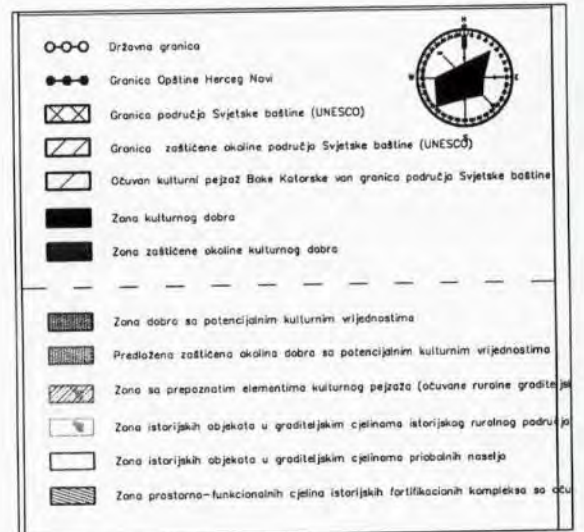 Državna granica
Granica Opštine Herceg Novi
Granica područja Svjetske baštine (UNESCO)
Granica zaštićene okoline područja Svjetske baštine (UNESCO)
Očuvan kulturni pejzaž Boke Kotorske van granica područja Svjetske baštine
Zona kulturnog dobra
Zona zaštićene okoline kulturnog dobra
Zona dobra sa potencijalnim kulturnim vrijednostima
Predložena zaštićena okolina dobra sa potencijalnim kulturnim vrijednostima
Zona sa prepoznatim elementima kulturnog pejzaža (očuvane ruralne graditeljsk
Zona istorijskih objekata u graditeljskim cjelinama istorijskog ruralnog područja
Zona istorijskih objekata u graditeljskim cjelinama priobalnih naselja
Zona prostorno-funkcionalnih cjelina istorijskih fortifikacionih kompleksa sa oču
S